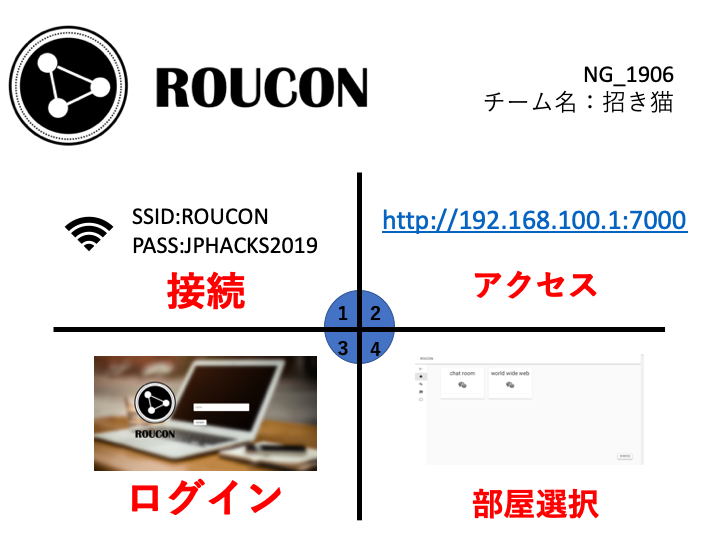 ROUCON
NG_1906
チーム名：招き猫
SSID:ROUCON
PASS:JPHACKS2019
接続
http://192.168.100.1:7000
アクセス
1 2
3 4
ROUCON
ログイン
ROUCON
chat room world wide web
部屋選択